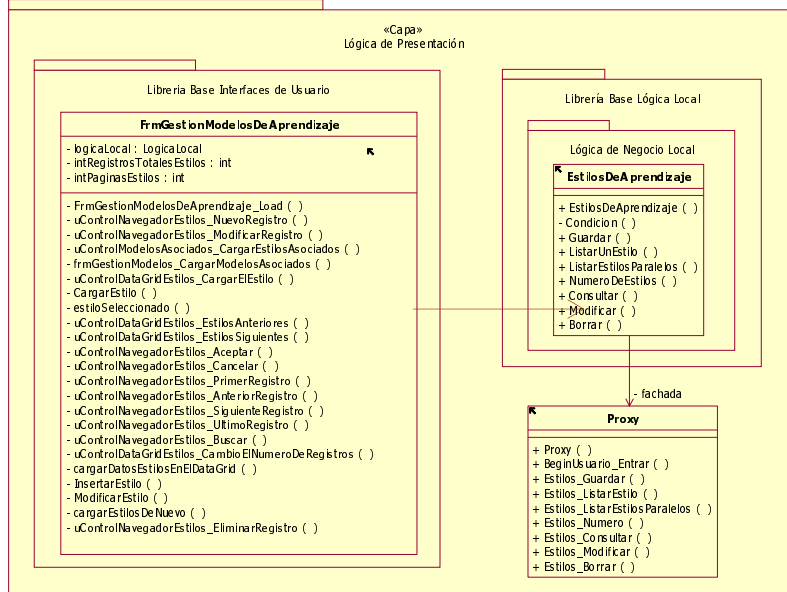 «Capa»
Lógica de Presentación
Libreria Base Interfaces de Usuario
FrmGestionModelosDeAprendizaje
- logicaLocal : LogicaLocal
- intRegistrosTotalesEstilos : int
- intPaginasEstilos : int
- FrmGestionModelosDeAprendizaje_Load ( )
- uControlNavegadorEstilos_NuevoRegistro ( )
- uControlNavegadorEstilos_ModificarRegistro ( )
- uControlModelosAsociados_CargarEstilosAsociados ( )
- frmGestionModelos_CargarModelosAsociados ( )
- uControlDataGridEstilos_CargarElEstilo ( )
- CargarEstilo ( )
- estiloSeleccionado ( )
- uControlDataGridEstilos_EstilosAnteriores ( )
- uControlDataGridEstilos_EstilosSiguientes ( )
- uControlNavegadorEstilos_Aceptar ( )
- uControlNavegadorEstilos_Cancelar ( )
- uControlNavegadorEstilos_PrimerRegistro ( )
- uControlNavegadorEstilos_AnteriorRegistro ( )
- uControlNavegadorEstilos_SiguienteRegistro ( )
- uControlNavegadorEstilos_UltimoRegistro ( )
- uControlNavegadorEstilos_Buscar ( )
- uControlDataGridEstilos_CambioElNumeroDeRegistros ( )
- cargarDatosEstilosEnElDataGrid ( )
- InsertarEstilo ( )
- ModificarEstilo ( )
- cargarEstilosDeNuevo ( )
- uControlNavegadorEstilos_EliminarRegistro ( )
Librería Base Lógica Local
Lógica de Negocio Local
EstilosDeAprendizaje
+ EstilosDeAprendizaje ( )
- Condicion ( )
+ Guardar ( )
+ ListarUnEstilo ( )
+ ListarEstilosParalelos ( )
+ NumeroDeEstilos ( )
+ Consultar ( )
+ Modificar ( )
+ Borrar ( )
- fachada
Proxy
+ Proxy ( )
+ BeginUsuario_Entrar ( )
+ Estilos_Guardar ( )
+ Estilos_ListarEstilo ( )
+ Estilos_ListarEstilosParalelos ( )
+ Estilos_Numero ( )
+ Estilos_Consultar ( )
+ Estilos_Modificar ( )
+ Estilos_Borrar ( )